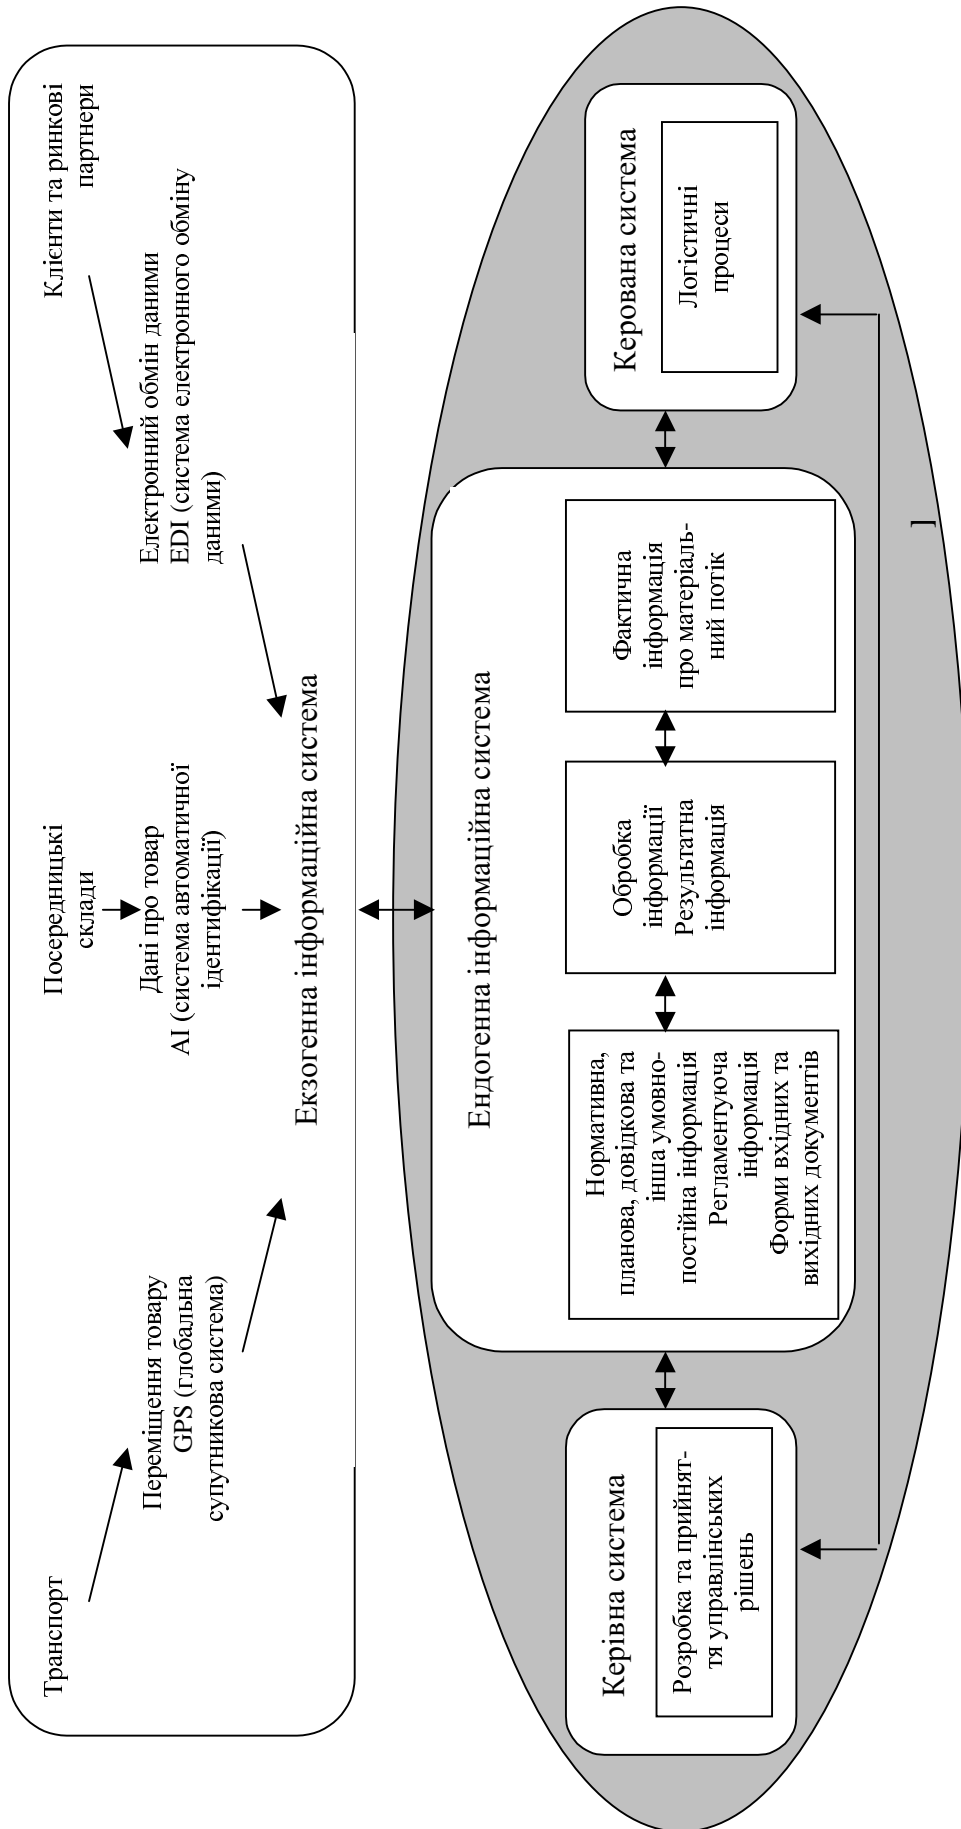 Транспорт
Переміщення товару
GPS (глобальна
супутникова система)
Посередницькі
склади
Дані про товар
АІ (система автоматичної
ідентифікації)
Клієнти та ринкові
партнери
Електронний обмін даними
EDI (система електронного обміну
даними)
Екзогенна інформаційна система
Ендогенна інформаційна система
Керівна система
Розробка та прийнят-
тя управлінських
рішень
Нормативна,
планова, довідкова та
інша умовно-
постійна інформація
Регламентуюча
інформація
Форми вхідних та
вихідних документів
Обробка
інформації
Результатна
інформація
Фактична
інформація
про матеріаль-
ний потік
Керована система
Логістичні
процеси
]